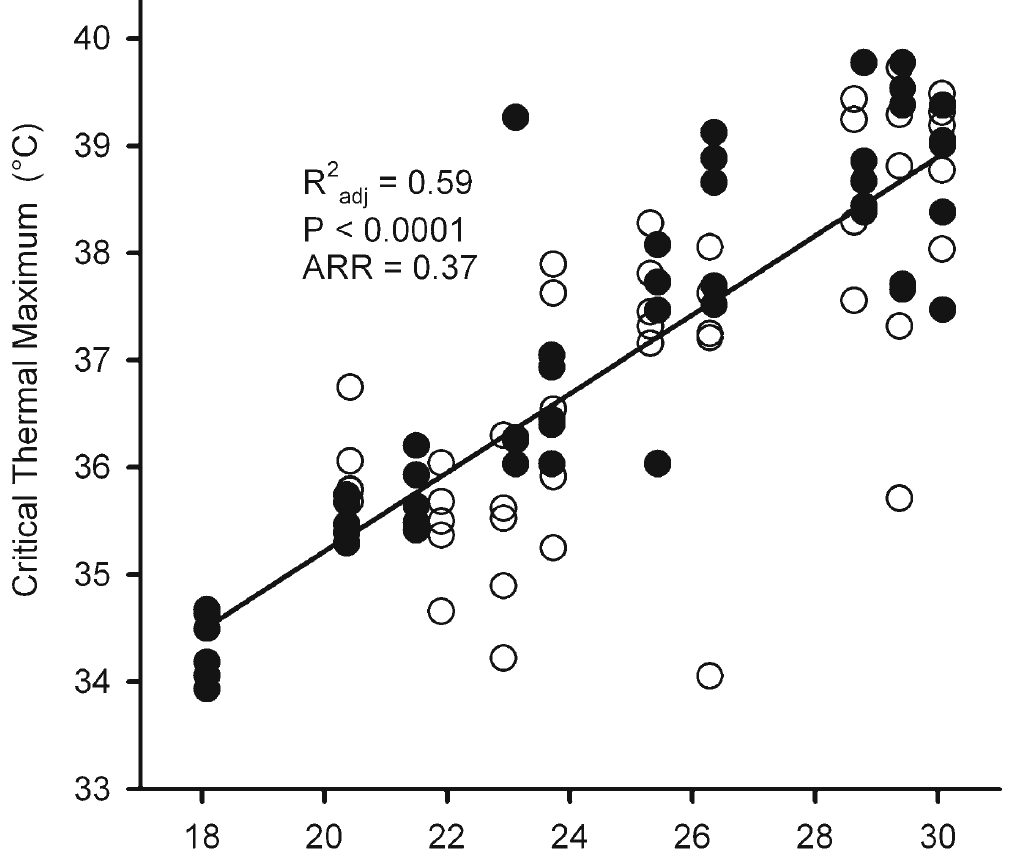 Critical Thermal Maximum (°C)
40
39
38
37
36
35
34
33
R²adj = 0.59
P < 0.0001
ARR = 0.37
18 20 22 24 26 28 30